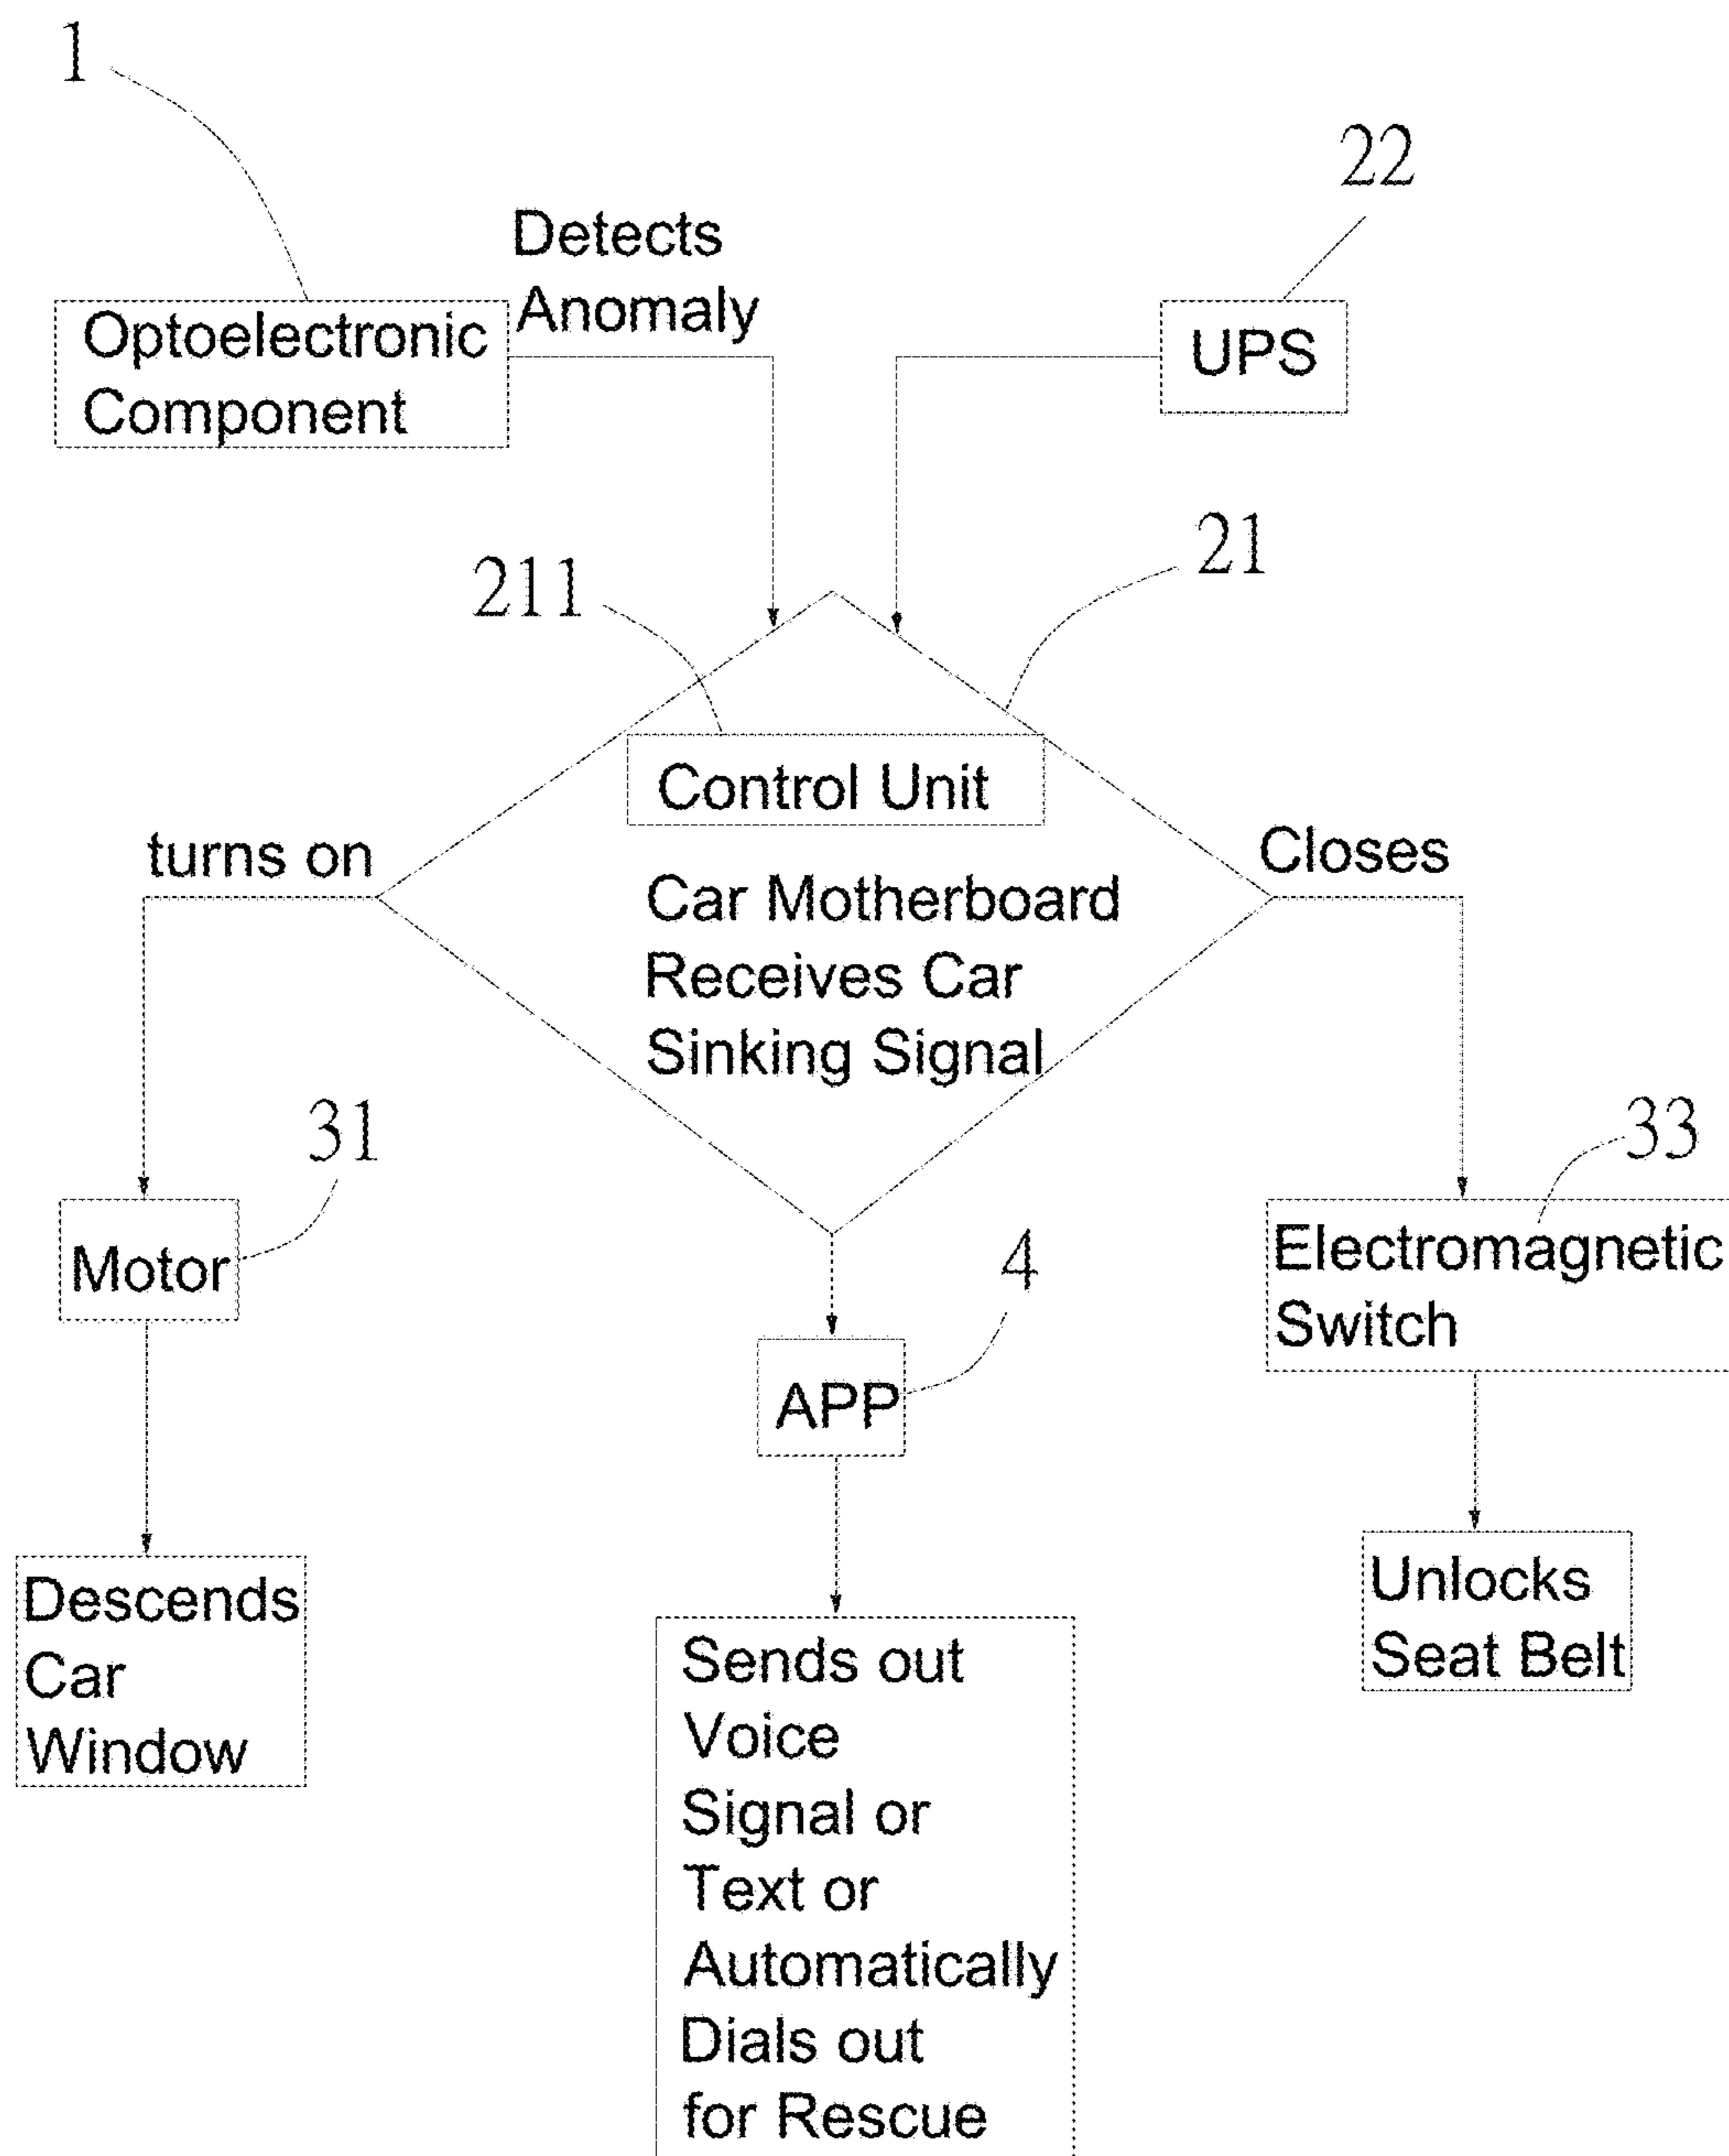 1
22
Detects
Anomaly
Optoelectronic
Component
UPS
21
211
Control Unit
turns on
Closes
Car Motherboard
Receives Car
Sinking Signal
31
33
Motor
4
Electromagnetic
Switch
APP
Descends
Car
Window
Unlocks
Seat Belt
Sends out
Voice
Signal or
Text or
Automatically
Dials out
for Rescue